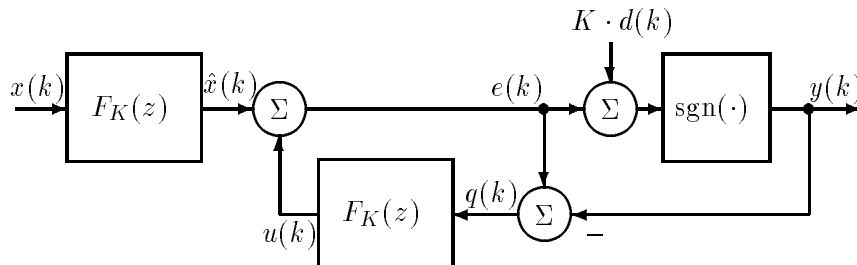 K · d(k)
x(k)
F_K(z)
x̂(k)
Σ
e(k)
Σ
sgn(·)
y(k)
u(k)
F_K(z)
q(k)
Σ
−